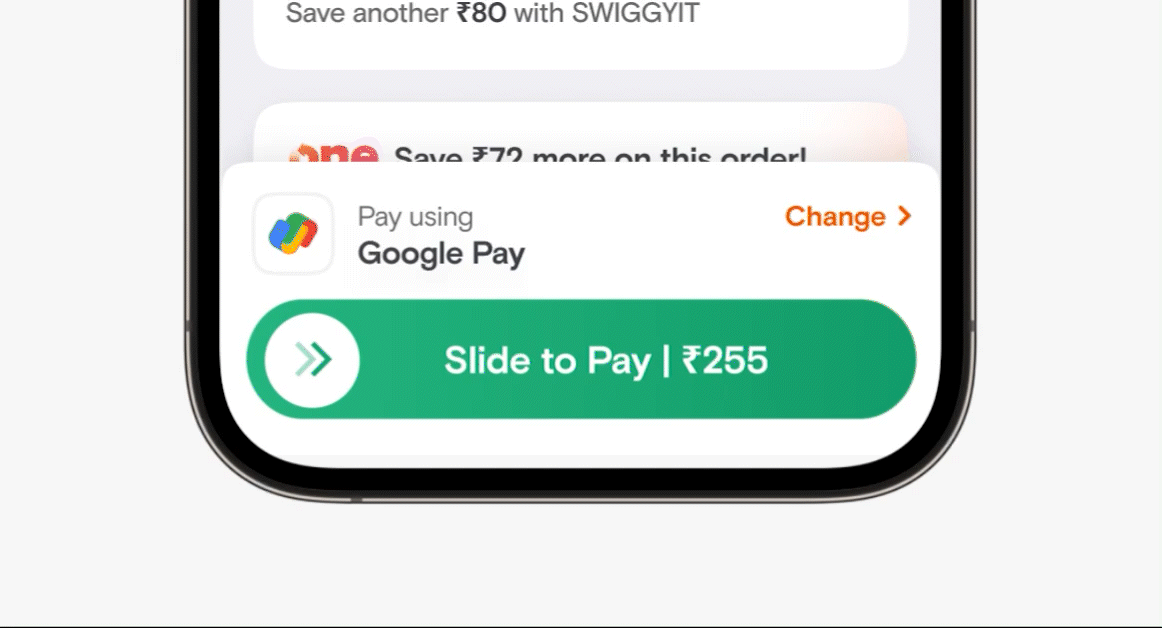 Save another ₹80 with SWIGGYIT
one Save ₹72 more on this order!
Pay using
Change >
Google Pay
Slide to Pay | ₹255